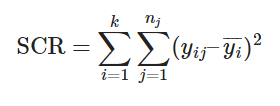 SCR = \sum_{i=1}^{k} \sum_{j=1}^{n_j} (y_{ij} - \overline{y_i})^2